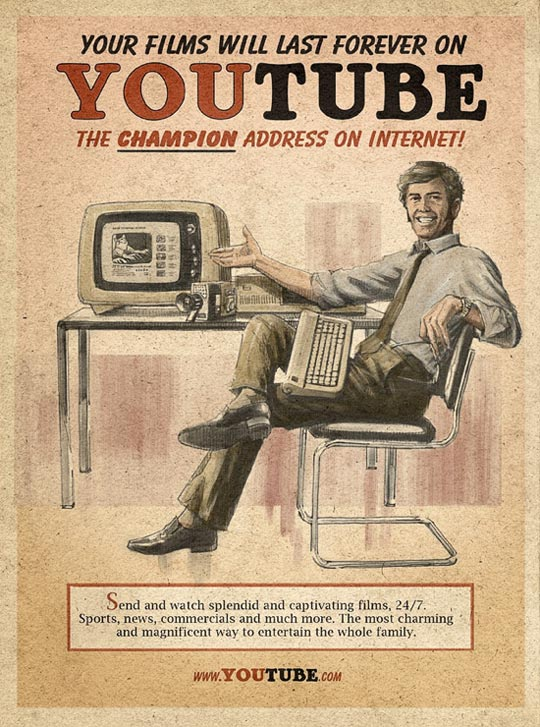 YOUR FILMS WILL LAST FOREVER ON
YOUTUBE
THE CHAMPION ADDRESS ON INTERNET!
Send and watch splendid and captivating films, 24/7.
Sports, news, commercials and much more. The most charming
and magnificent way to entertain the whole family.
WWW.YOUTUBE.COM